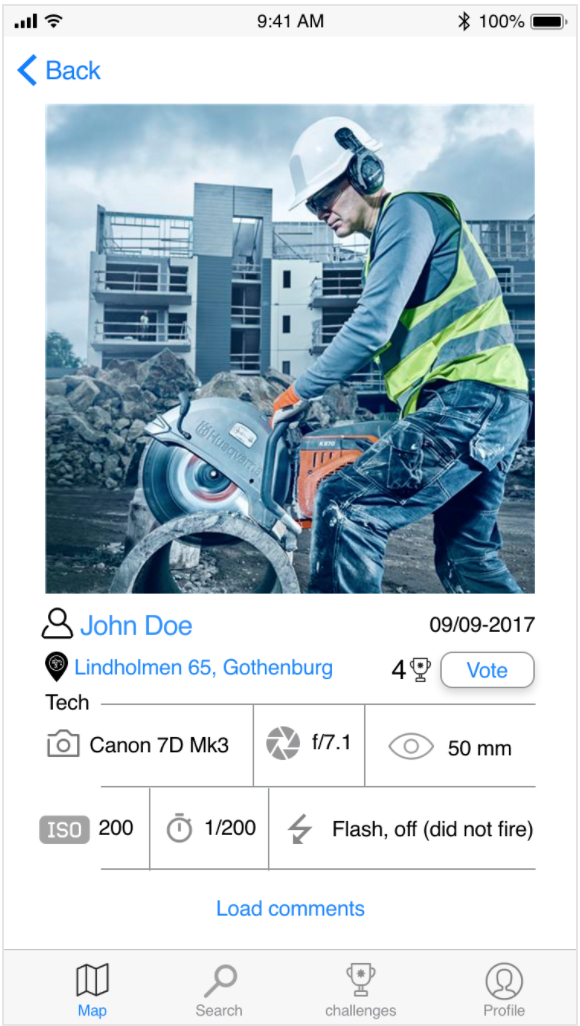 9:41 AM 100%
Back
Husqvarna
K 970
John Doe 09/09-2017
Lindholmen 65, Gothenburg 4 Vote
Tech
Canon 7D Mk3 f/7.1 50 mm
ISO 200 1/200 Flash, off (did not fire)
Load comments
Map Search challenges Profile